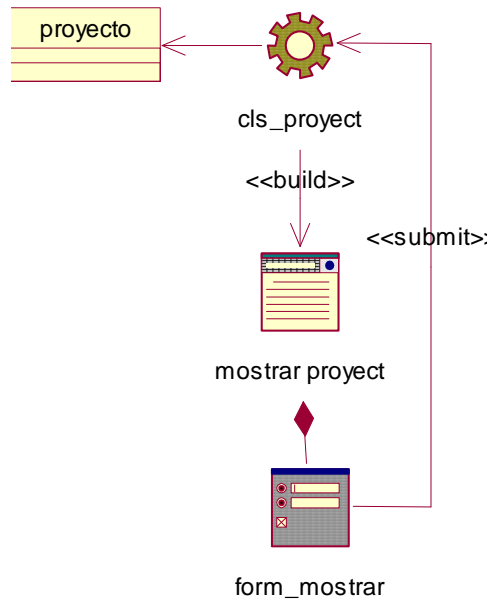 proyecto
cls_proyect
<<build>>
<<submit>>
mostrar proyect
form_mostrar